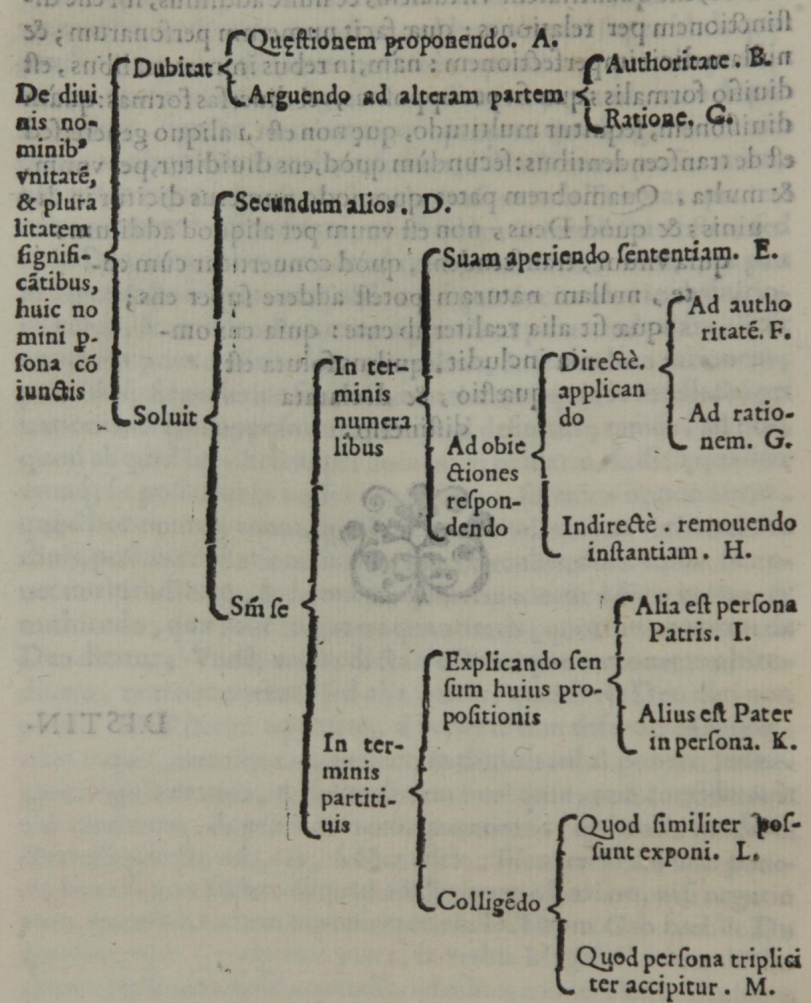 De diui
nis no-
minibꝰ
vnitatē,
& plura
litatem
ſignifi-
cātibus,
huic no
mini p̱-
ſona cō
iunctis
Dubitat
Quęſtionem proponendo. A.
Arguendo ad alteram partem
Authoritate. B.
Ratione. G.
Soluit
Secundum alios. D.
Sm̄ ſe
In ter-
minis
numera
libus
Suam aperiendo ſententiam. E.
Ad obie
ctiones
reſpon-
dendo
Directè.
applican
do
Ad autho
ritatē. F.
Ad ratio-
nem. G.
Indirectè. remouendo
inſtantiam. H.
In ter-
minis
partiti-
uis
Explicando ſen
ſum huius pro-
poſitionis
Alia eſt perſona
Patris. I.
Alius eſt Pater
in perſona. K.
Colligēdo
Quod ſimiliter poſ-
ſunt exponi. L.
Quod perſona triplici
ter accipitur. M.